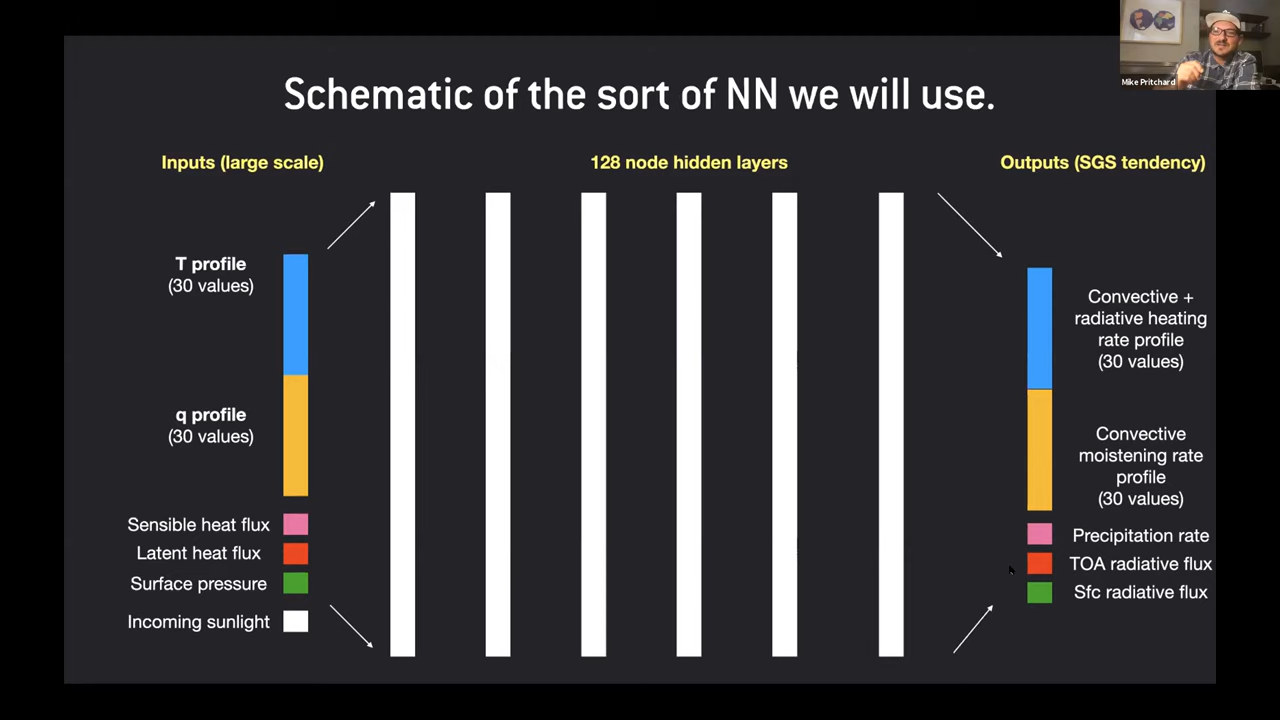 Mike Pritchard
Schematic of the sort of NN we will use.
Inputs (large scale)
128 node hidden layers
Outputs (SGS tendency)
T profile
(30 values)
q profile
(30 values)
Sensible heat flux
Latent heat flux
Surface pressure
Incoming sunlight
Convective +
radiative heating
rate profile
(30 values)
Convective
moistening rate
profile
(30 values)
Precipitation rate
TOA radiative flux
Sfc radiative flux